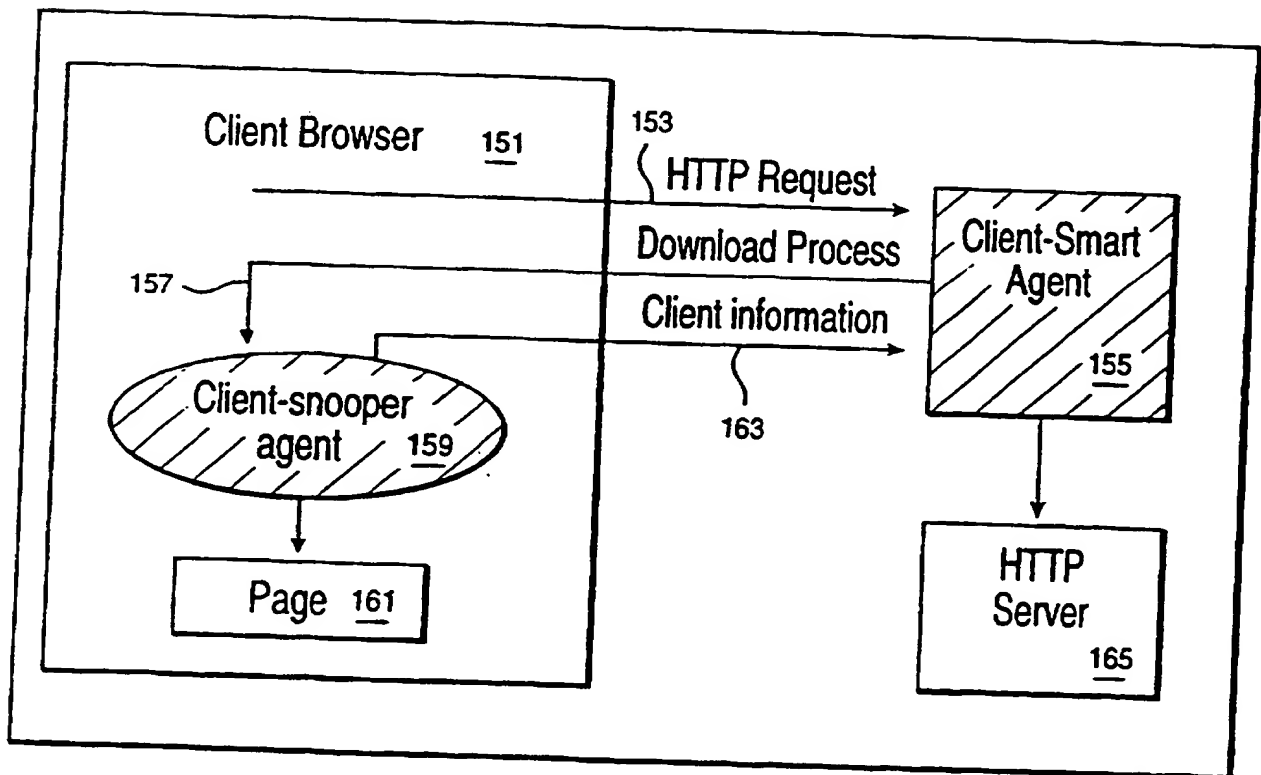 Client Browser 151
153
HTTP Request
Download Process
157
Client information
163
Client-Smart
Agent
155
Client-snooper
agent 159
Page 161
HTTP
Server
165